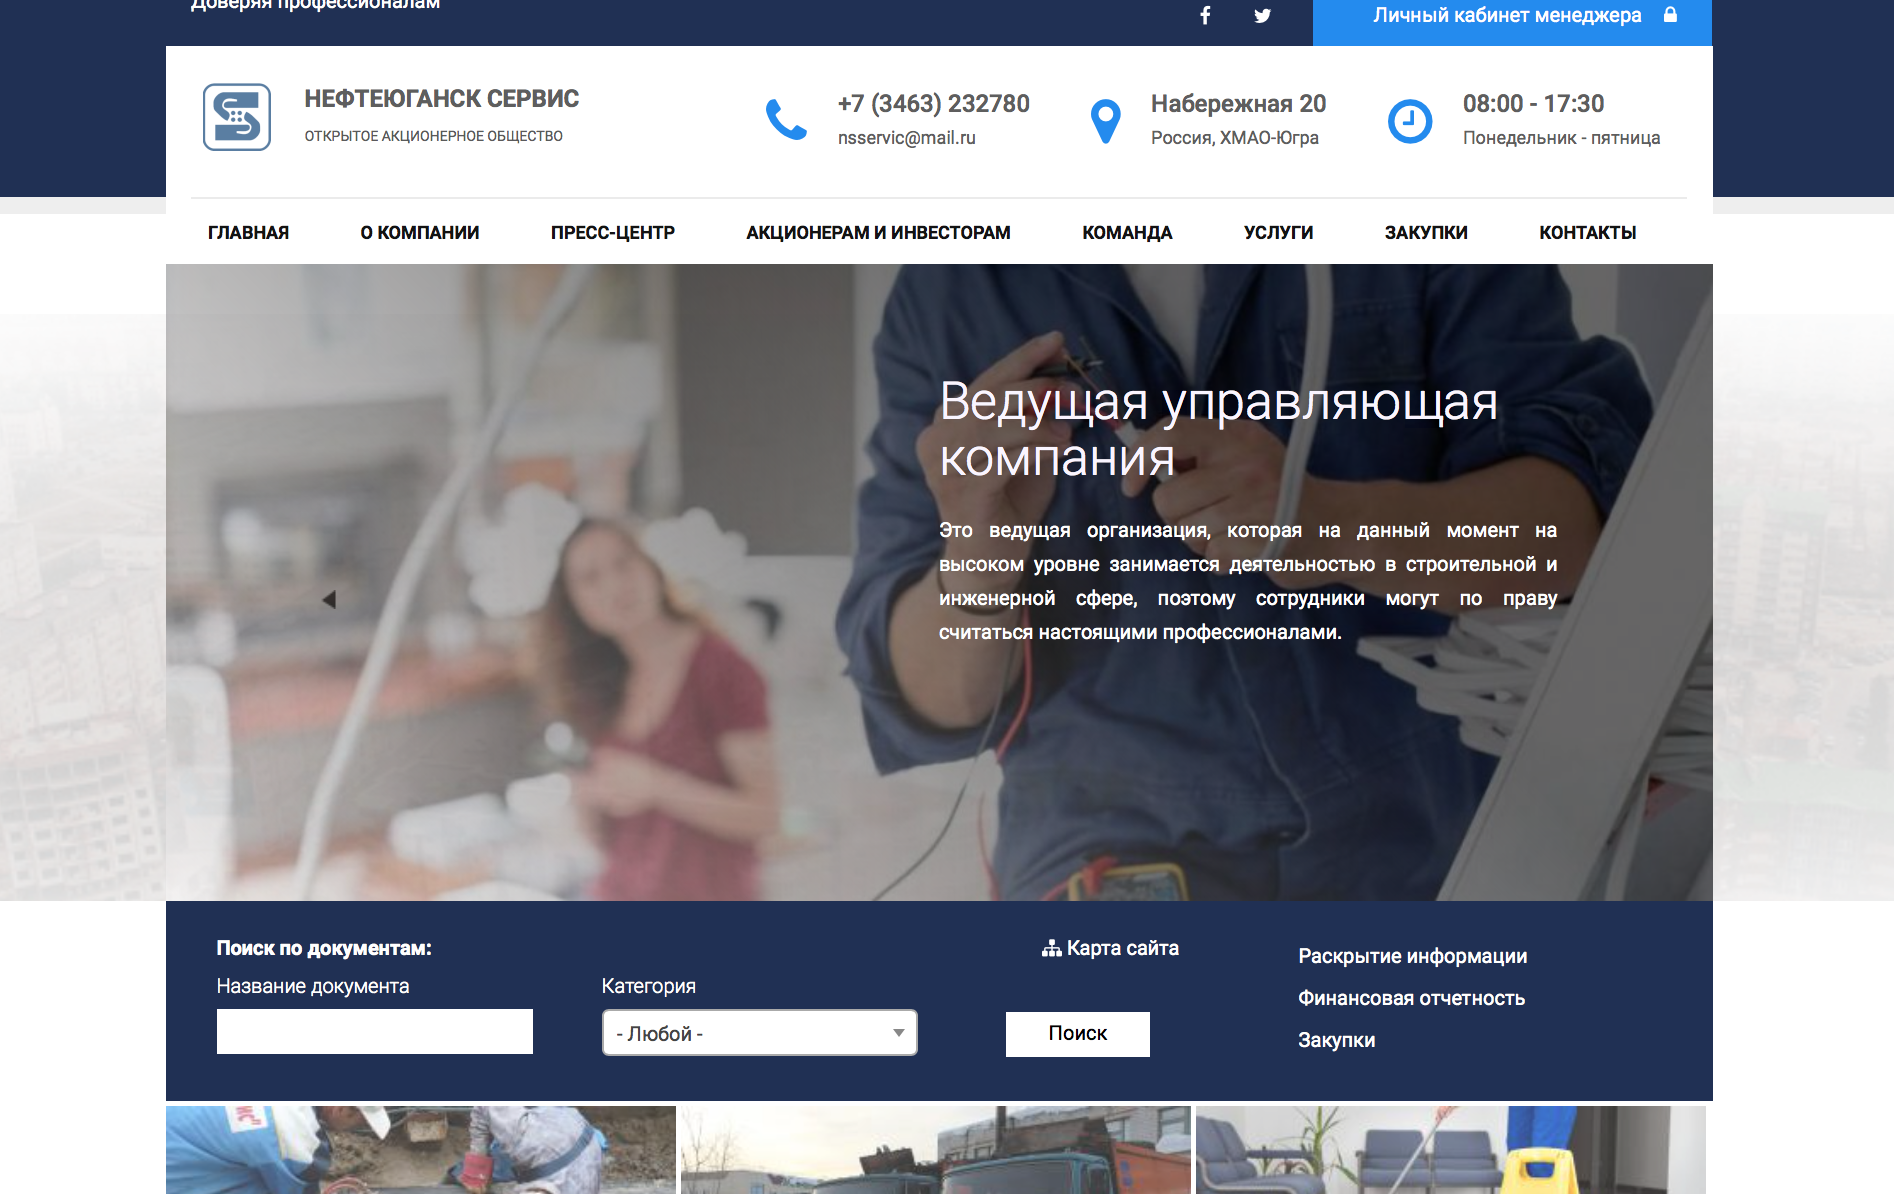 Доверяя профессионалам
Личный кабинет менеджера
НЕФТЕЮГАНСК СЕРВИС
ОТКРЫТОЕ АКЦИОНЕРНОЕ ОБЩЕСТВО
+7 (3463) 232780
nsservic@mail.ru
Набережная 20
Россия, ХМАО-Югра
08:00 - 17:30
Понедельник - пятница
ГЛАВНАЯ О КОМПАНИИ ПРЕСС-ЦЕНТР АКЦИОНЕРАМ И ИНВЕСТОРАМ КОМАНДА УСЛУГИ ЗАКУПКИ КОНТАКТЫ
Ведущая управляющая
компания
Это ведущая организация, которая на данный момент на
высоком уровне занимается деятельностью в строительной и
инженерной сфере, поэтому сотрудники могут по праву
считаться настоящими профессионалами.
Поиск по документам:
Название документа
Категория
- Любой -
Карта сайта
Поиск
Раскрытие информации
Финансовая отчетность
Закупки